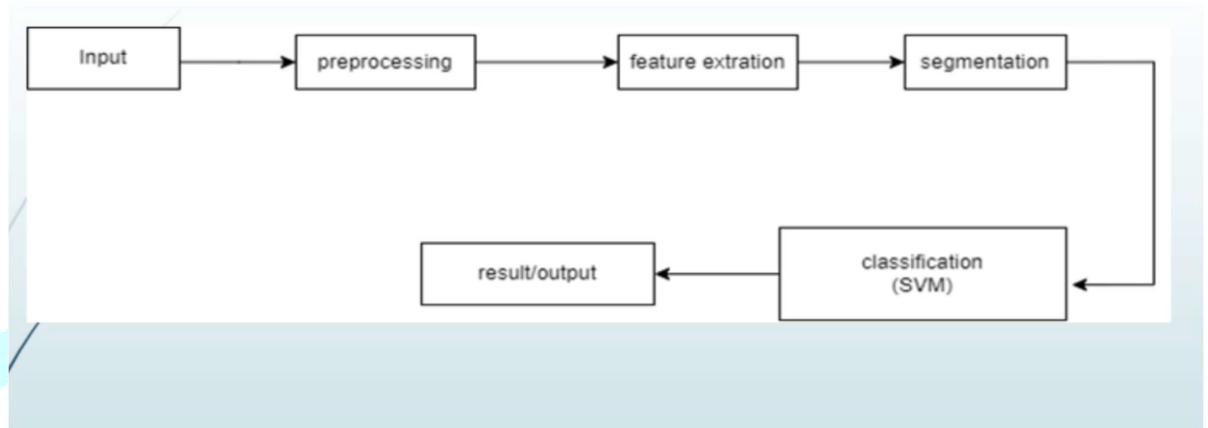 Input
preprocessing
feature extration
segmentation
classification
(SVM)
result/output